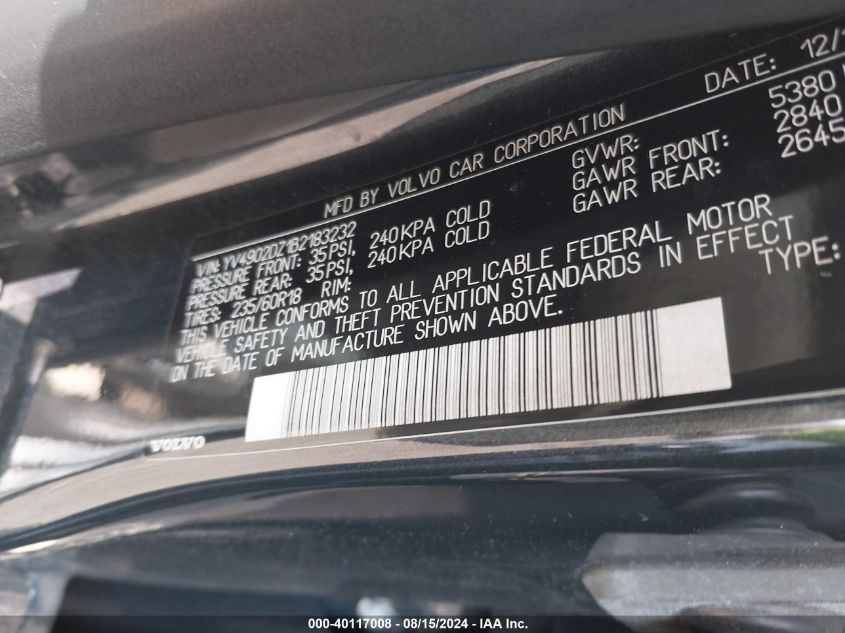 MFD BY VOLVO CAR CORPORATION
DATE: 12/
GVWR: 5380
GAWR FRONT: 2840
GAWR REAR: 2645
VIN: YV4902DZ1B2183232
PRESSURE FRONT: 35PSI, 240KPA COLD
PRESSURE REAR: 35PSI, 240KPA COLD
TIRES: 235/60R18 RIM:
THIS VEHICLE CONFORMS TO ALL APPLICABLE FEDERAL MOTOR
VEHICLE SAFETY AND THEFT PREVENTION STANDARDS IN EFFECT
ON THE DATE OF MANUFACTURE SHOWN ABOVE.
TYPE:
VOLVO
000-40117008 - 08/15/2024 - IAA Inc.